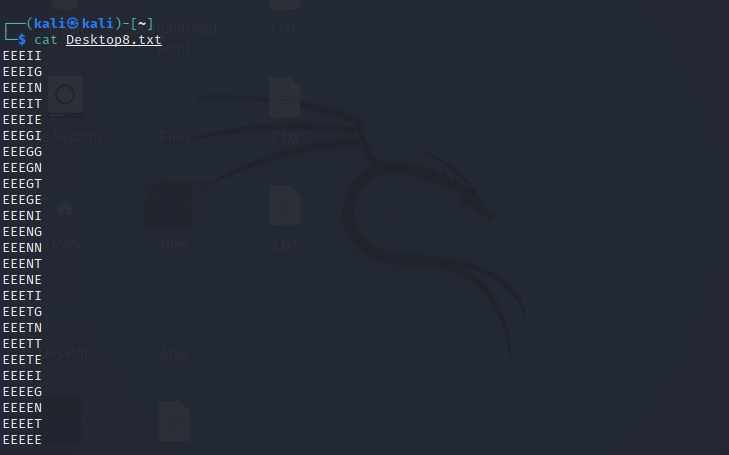 ┌──(kali㉿kali)-[~]
└─$ cat Desktop8.txt
EEEII
EEEIG
EEEIN
EEEIT
EEEIE
EEEGI
EEEGG
EEEGN
EEEGT
EEEGE
EEENI
EEENG
EEENN
EEENT
EEENE
EEETI
EEETG
EEETN
EEETT
EEETE
EEEEI
EEEEG
EEEEN
EEEET
EEEEE
1.txt
point
System
Files
1.txt
Home
files
3.txt
Desktop
Java